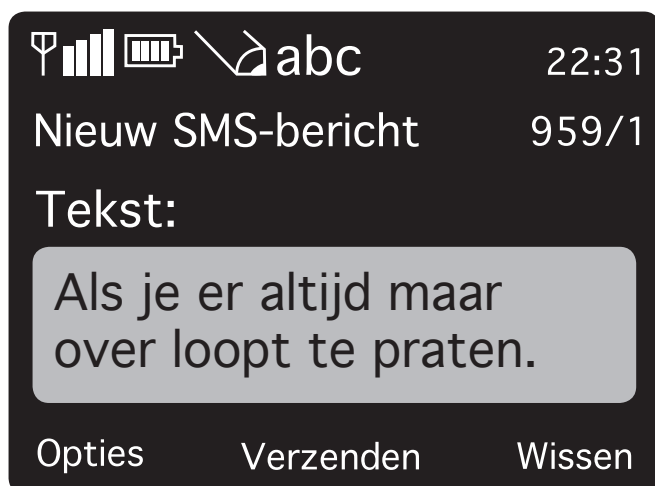 abc 22:31
Nieuw SMS-bericht 959/1
Tekst:
Als je er altijd maar
over loopt te praten.
Opties Verzenden Wissen